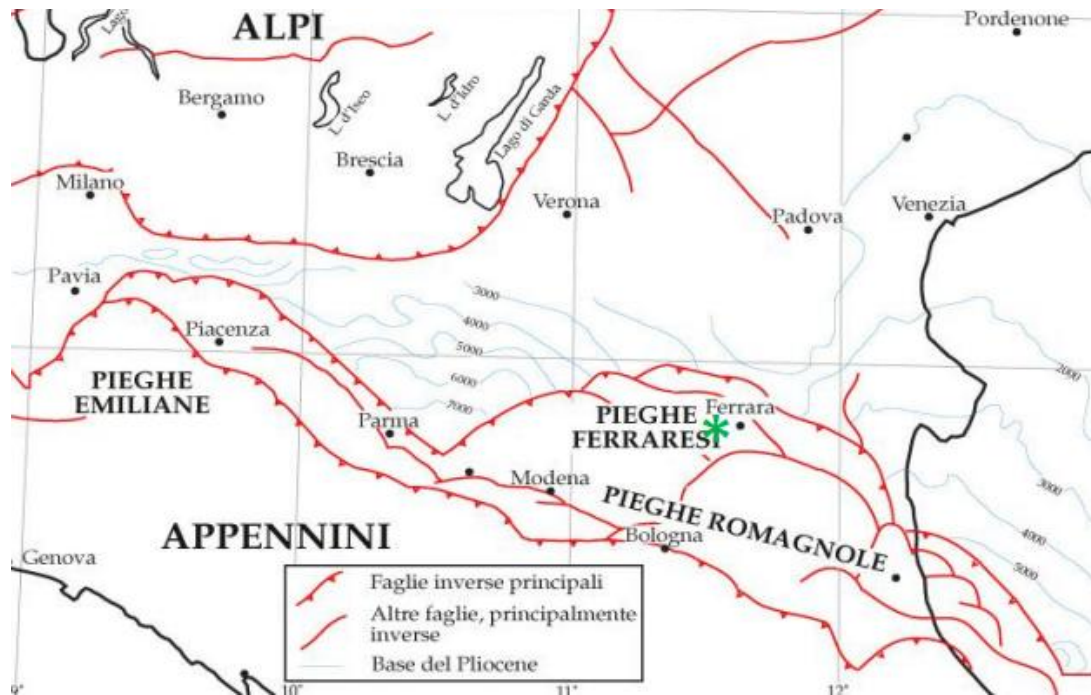 ALPI
Pordenone
Lago
Bergamo
L. d'Iseo
L. d'Idro
Lago di Garda
Brescia
Milano
Verona
Padova
Venezia
Pavia
3000
Piacenza
4000
5000
2000
PIEGHE
EMILIANE
6000
7000
Parma
PIEGHE
FERRARESI
Ferrara
Modena
3000
PIEGHE ROMAGNOLE
APPENNINI
Bologna
4000
5000
Genova
Faglie inverse principali
Altre faglie, principalmente
inverse
Base del Pliocene
9°
10°
11°
12°